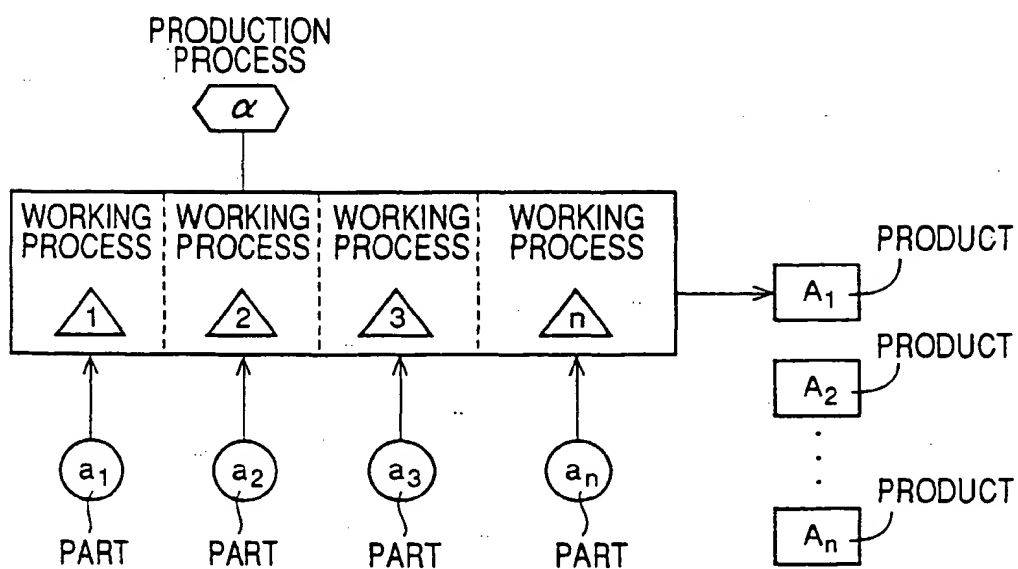 PRODUCTION
PROCESS
α
WORKING PROCESS
WORKING PROCESS
WORKING PROCESS
WORKING PROCESS
1
2
3
n
PRODUCT
A1
PRODUCT
A2
PRODUCT
An
a1
a2
a3
an
PART
PART
PART
PART